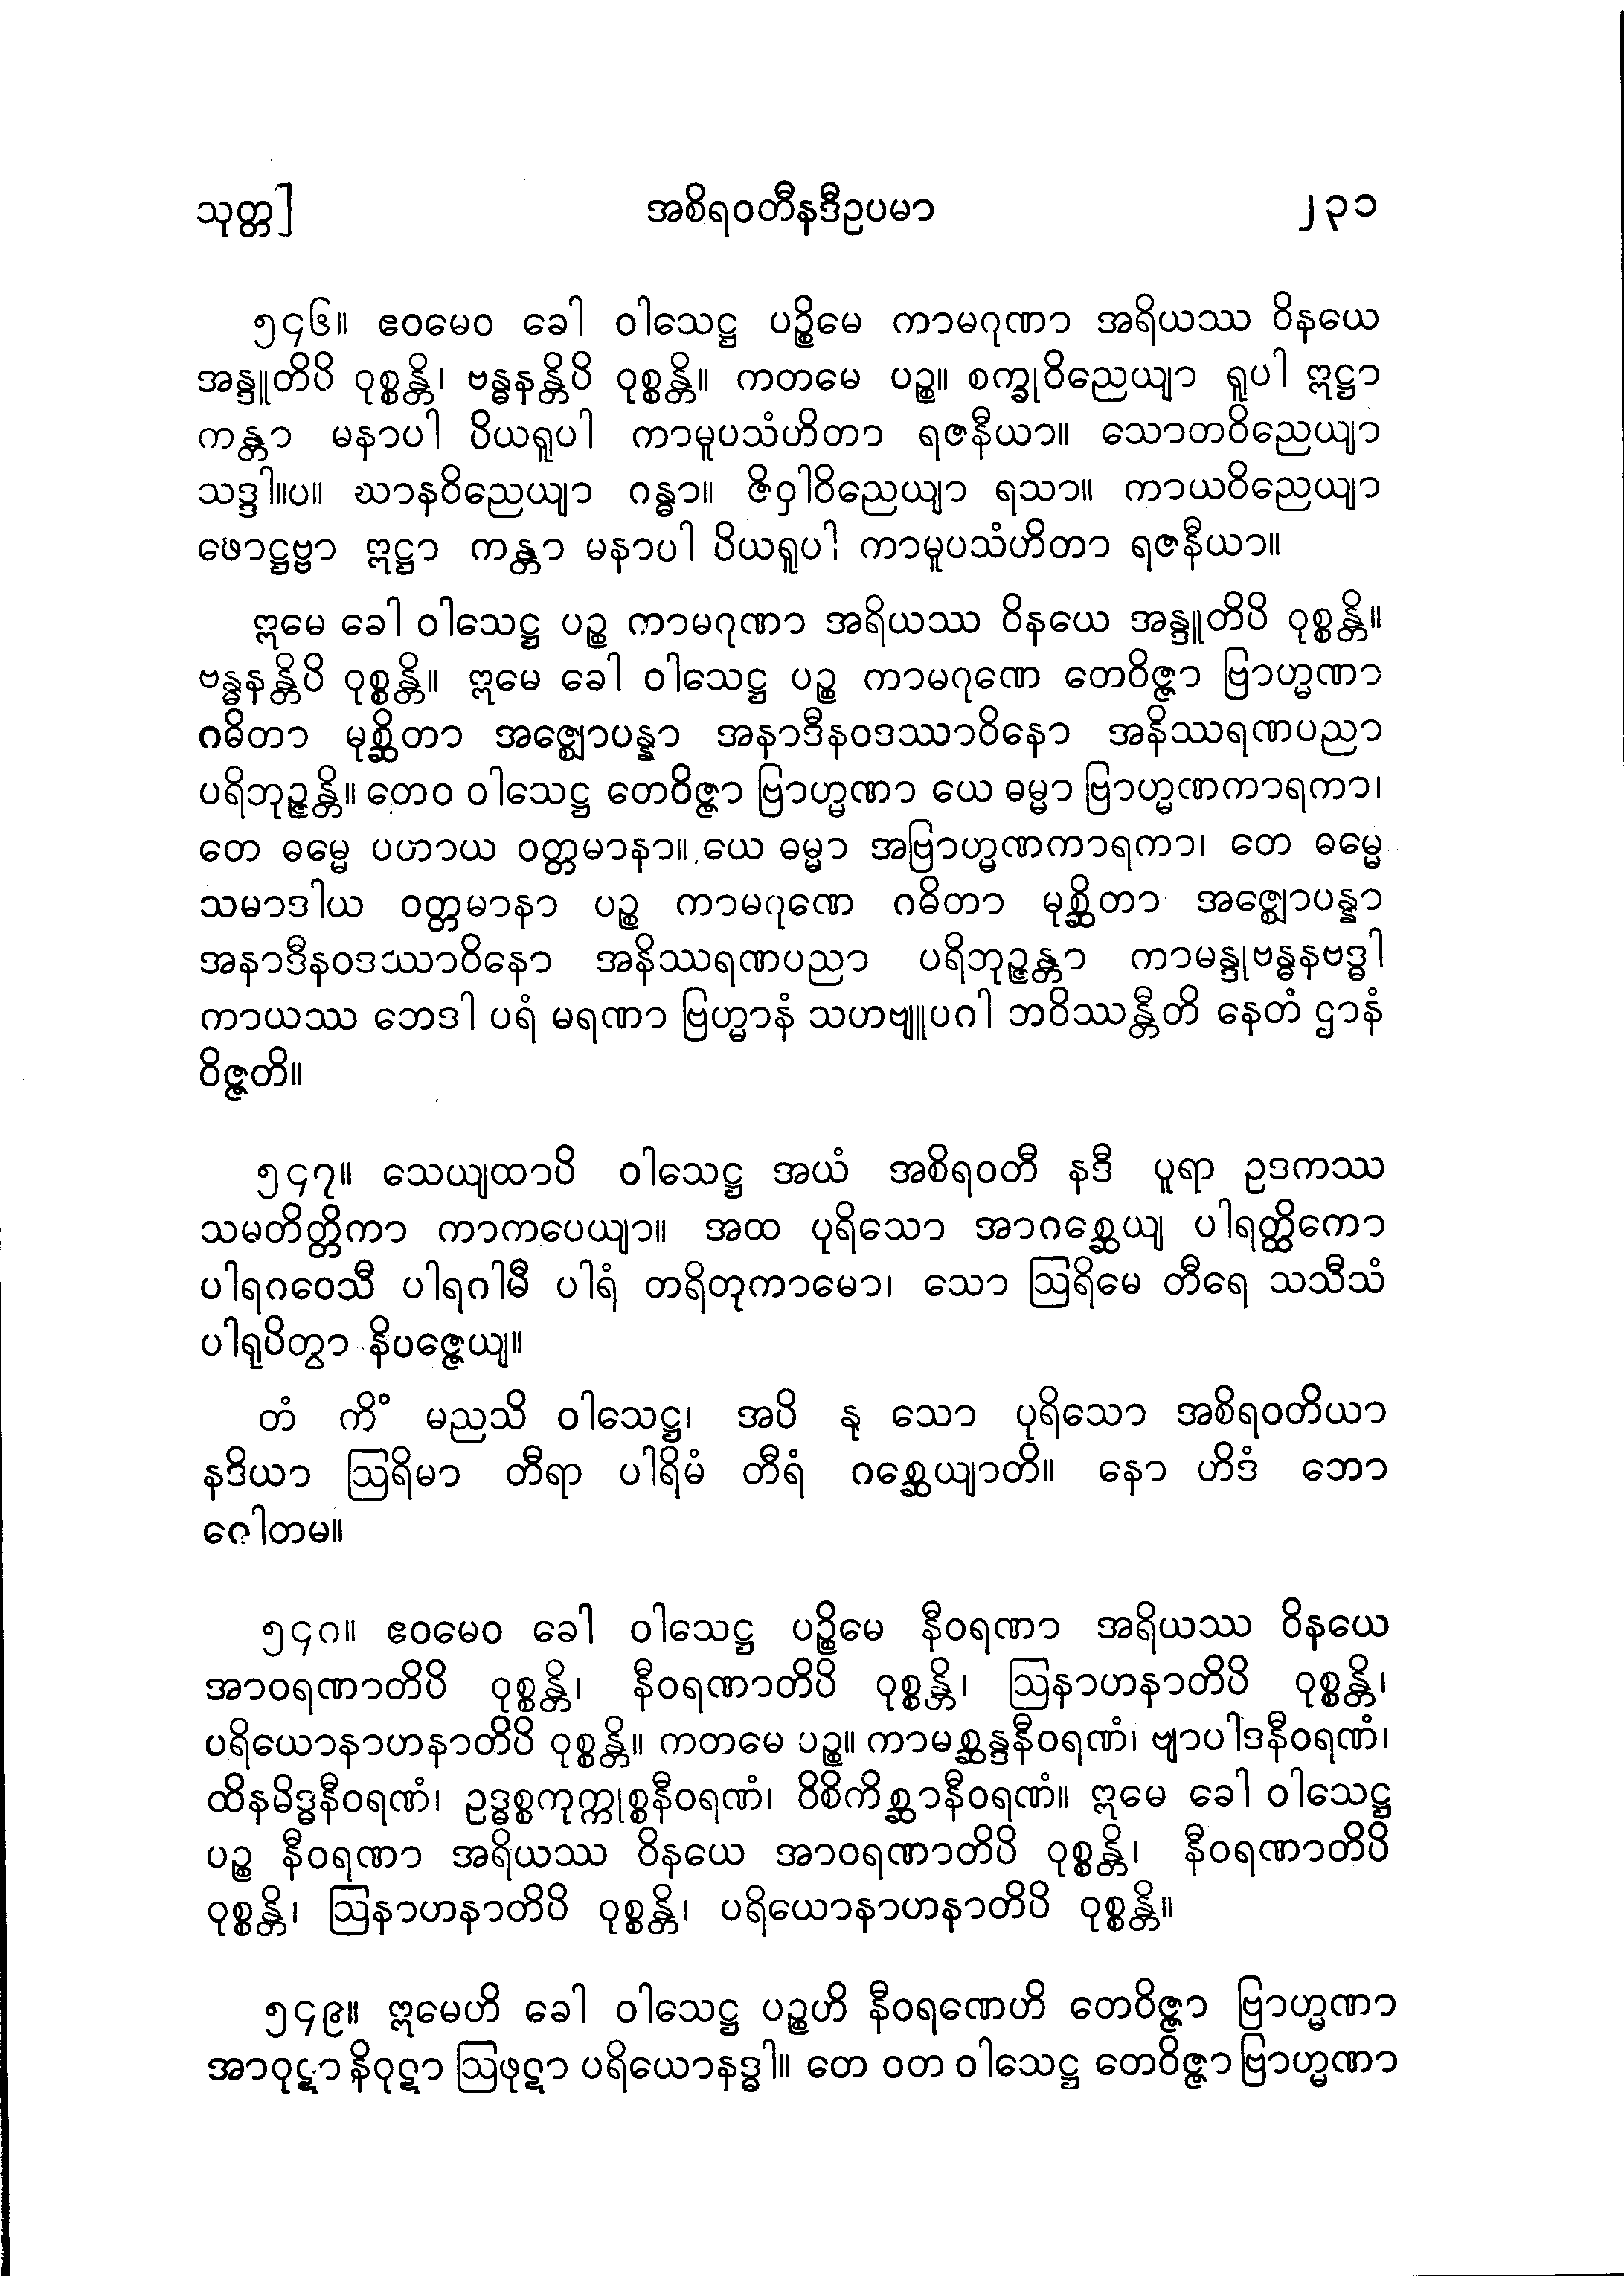 သုတ္တ] အစိရဝတီနဒီဥပမာ ၂၃၁
၅၄၆။ ဧဝမေဝ ခေါ ဝါသေဋ္ဌ ပဉ္စိမေ ကာမဂုဏာ အရိယဿ ဝိနယေ
အန္ဒူတိပိ ဝုစ္စန္တိ၊ ဗန္ဓနန္တိပိ ဝုစ္စန္တိ။ ကတမေ ပဉ္စ။ စက္ခုဝိညေယျာ ရူပါ ဣဋ္ဌာ
ကန္တာ မနာပါ ပိယရူပါ ကာမူပသံဟိတာ ရဇနီယာ။ သောတဝိညေယျာ
သဒ္ဒါ။ပ။ ဃာနဝိညေယျာ ဂန္ဓာ။ ဇိဝှါဝိညေယျာ ရသာ။ ကာယဝိညေယျာ
ဖောဋ္ဌဗ္ဗာ ဣဋ္ဌာ ကန္တာ မနာပါ ပိယရူပါ ကာမူပသံဟိတာ ရဇနီယာ။
ဣမေ ခေါ ဝါသေဋ္ဌ ပဉ္စ ကာမဂုဏာ အရိယဿ ဝိနယေ အန္ဒူတိပိ ဝုစ္စန္တိ။
ဗန္ဓနန္တိပိ ဝုစ္စန္တိ။ ဣမေ ခေါ ဝါသေဋ္ဌ ပဉ္စ ကာမဂုဏေ တေဝိဇ္ဇာ ဗြာဟ္မဏာ
ဂဓိတာ မုစ္ဆိတာ အဇ္ဈောပန္နာ အနာဒီနဝဒဿာဝိနော အနိဿရဏပညာ
ပရိဘုဉ္ဇန္တိ။ တေဝ ဝါသေဋ္ဌ တေဝိဇ္ဇာ ဗြာဟ္မဏာ ယေ ဓမ္မာ ဗြာဟ္မဏကာရကာ၊
တေ ဓမ္မေ ပဟာယ ဝတ္တမာနာ။ ယေ ဓမ္မာ အဗြာဟ္မဏကာရကာ၊ တေ ဓမ္မေ
သမာဒါယ ဝတ္တမာနာ ပဉ္စ ကာမဂုဏေ ဂဓိတာ မုစ္ဆိတာ အဇ္ဈောပန္နာ
အနာဒီနဝဒဿာဝိနော အနိဿရဏပညာ ပရိဘုဉ္ဇန္တာ ကာမန္ဒုဗန္ဓနဗဒ္ဓါ
ကာယဿ ဘေဒါ ပရံ မရဏာ ဗြဟ္မာနံ သဟဗျူပဂါ ဘဝိဿန္တီတိ နေတံ ဌာနံ
ဝိဇ္ဇတိ။
၅၄၇။ သေယျထာပိ ဝါသေဋ္ဌ အယံ အစိရဝတီ နဒီ ပူရာ ဥဒကဿ
သမတိတ္တိကာ ကာကပေယျာ။ အထ ပုရိသော အာဂစ္ဆေယျ ပါရတ္ထိကော
ပါရဂဝေသီ ပါရဂါမီ ပါရံ တရိတုကာမော၊ သော ဩရိမေ တီရေ သသီသံ
ပါရုပိတွာ နိပဇ္ဇေယျ။
တံ ကိံ မညသိ ဝါသေဋ္ဌ၊ အပိ နု သော ပုရိသော အစိရဝတိယာ
နဒိယာ ဩရိမာ တီရာ ပါရိမံ တီရံ ဂစ္ဆေယျာတိ။ နော ဟိဒံ ဘော
ဂေါတမ။
၅၄၈။ ဧဝမေဝ ခေါ ဝါသေဋ္ဌ ပဉ္စိမေ နီဝရဏာ အရိယဿ ဝိနယေ
အာဝရဏာတိပိ ဝုစ္စန္တိ၊ နီဝရဏာတိပိ ဝုစ္စန္တိ၊ ဩနာဟနာတိပိ ဝုစ္စန္တိ၊
ပရိယောနာဟနာတိပိ ဝုစ္စန္တိ။ ကတမေ ပဉ္စ။ ကာမစ္ဆန္ဒနီဝရဏံ၊ ဗျာပါဒနီဝရဏံ၊
ထိနမိဒ္ဓနီဝရဏံ၊ ဥဒ္ဓစ္စကုက္ကုစ္စနီဝရဏံ၊ ဝိစိကိစ္ဆာနီဝရဏံ။ ဣမေ ခေါ ဝါသေဋ္ဌ
ပဉ္စ နီဝရဏာ အရိယဿ ဝိနယေ အာဝရဏာတိပိ ဝုစ္စန္တိ၊ နီဝရဏာတိပိ
ဝုစ္စန္တိ၊ ဩနာဟနာတိပိ ဝုစ္စန္တိ၊ ပရိယောနာဟနာတိပိ ဝုစ္စန္တိ။
၅၄၉။ ဣမေဟိ ခေါ ဝါသေဋ္ဌ ပဉ္စဟိ နီဝရဏေဟိ တေဝိဇ္ဇာ ဗြာဟ္မဏာ
အာဝုဋာ နိဝုဋာ ဩဖုဋာ ပရိယောနဒ္ဓါ။ တေ ဝတ ဝါသေဋ္ဌ တေဝိဇ္ဇာ ဗြာဟ္မဏာ